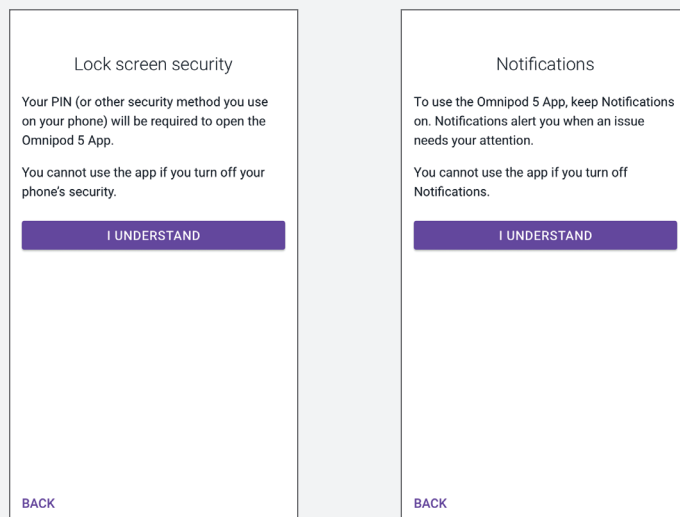 Lock screen security
Your PIN (or other security method you use
on your phone) will be required to open the
Omnipod 5 App.
You cannot use the app if you turn off your
phone's security.
I UNDERSTAND
BACK
Notifications
To use the Omnipod 5 App, keep Notifications
on. Notifications alert you when an issue
needs your attention.
You cannot use the app if you turn off
Notifications.
I UNDERSTAND
BACK